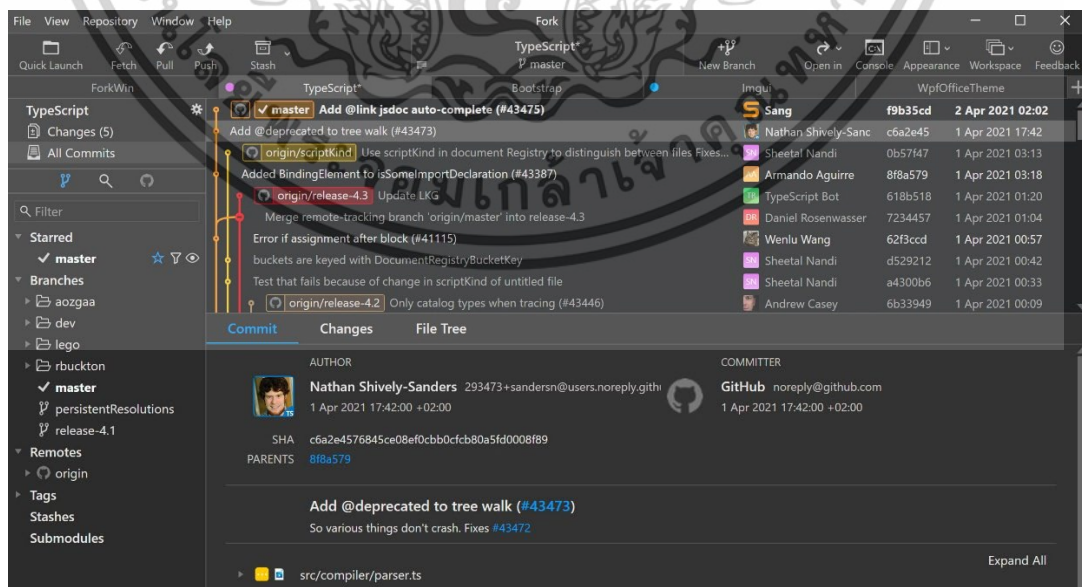 File View Repository Window Help
Fork
Quick Launch Fetch Pull Push Stash
TypeScript*
master
New Branch Open in Console Appearance Workspace Feedback
ForkWin TypeScript* Bootstrap Imgui WpfOfficeTheme
TypeScript
Changes (5)
All Commits
Filter
Starred
master
Branches
aozgaa
dev
lego
rbuckton
master
persistentResolutions
release-4.1
Remotes
origin
Tags
Stashes
Submodules
master Add @link jsdoc auto-complete (#43475) Sang f9b35cd 2 Apr 2021 02:02
Add @deprecated to tree walk (#43473) Nathan Shively-Sanc c6a2e45 1 Apr 2021 17:42
origin/scriptKind Use scriptKind in document Registry to distinguish between files Fixes... SN Sheetal Nandi 0b57f47 1 Apr 2021 03:13
Added BindingElement to isSomeImportDeclaration (#43387) Armando Aguirre 8f8a579 1 Apr 2021 03:18
origin/release-4.3 Update LKG TypeScript Bot 618b518 1 Apr 2021 01:20
Merge remote-tracking branch 'origin/master' into release-4.3 DR Daniel Rosenwasser 7234457 1 Apr 2021 01:04
Error if assignment after block (#41115) Wenlu Wang 62f3ccd 1 Apr 2021 00:57
buckets are keyed with DocumentRegistryBucketKey SN Sheetal Nandi d529212 1 Apr 2021 00:42
Test that fails because of change in scriptKind of untitled file SN Sheetal Nandi a4300b6 1 Apr 2021 00:33
origin/release-4.2 Only catalog types when tracing (#43446) Andrew Casey 6b33949 1 Apr 2021 00:09
Commit Changes File Tree
AUTHOR
Nathan Shively-Sanders 293473+sandersn@users.noreply.gith
1 Apr 2021 17:42:00 +02:00
COMMITTER
GitHub noreply@github.com
1 Apr 2021 17:42:00 +02:00
SHA c6a2e4576845ce08ef0cbb0cfcb80a5fd0008f89
PARENTS 8f8a579
Add @deprecated to tree walk (#43473)
So various things don't crash. Fixes #43472
Expand All
src/compiler/parser.ts